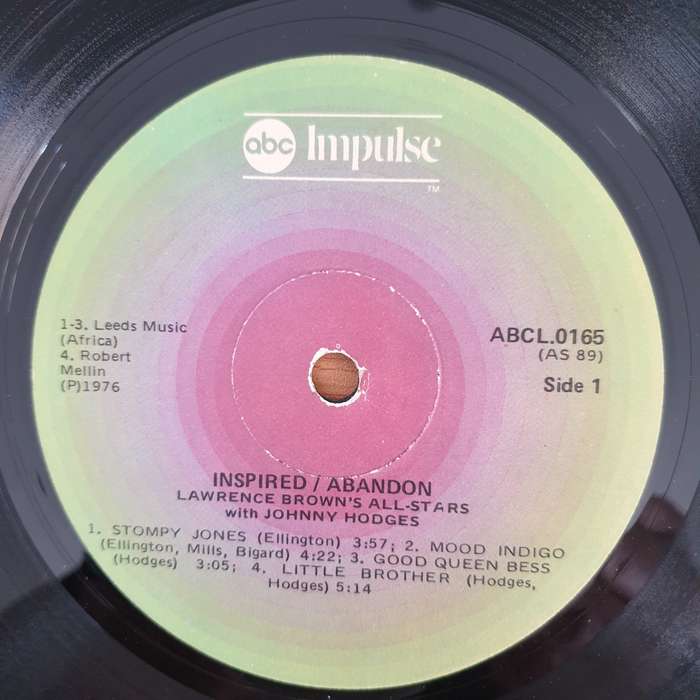 abc Impulse
TM
1-3. Leeds Music
(Africa)
4. Robert
Mellin
(P)1976
ABCL.0165
(AS 89)
Side 1
INSPIRED / ABANDON
LAWRENCE BROWN'S ALL-STARS
with JOHNNY HODGES
1. STOMPY JONES (Ellington) 3:57; 2. MOOD INDIGO
(Ellington, Mills, Bigard) 4:22; 3. GOOD QUEEN BESS
(Hodges) 3:05; 4. LITTLE BROTHER (Hodges,
Hodges) 5:14